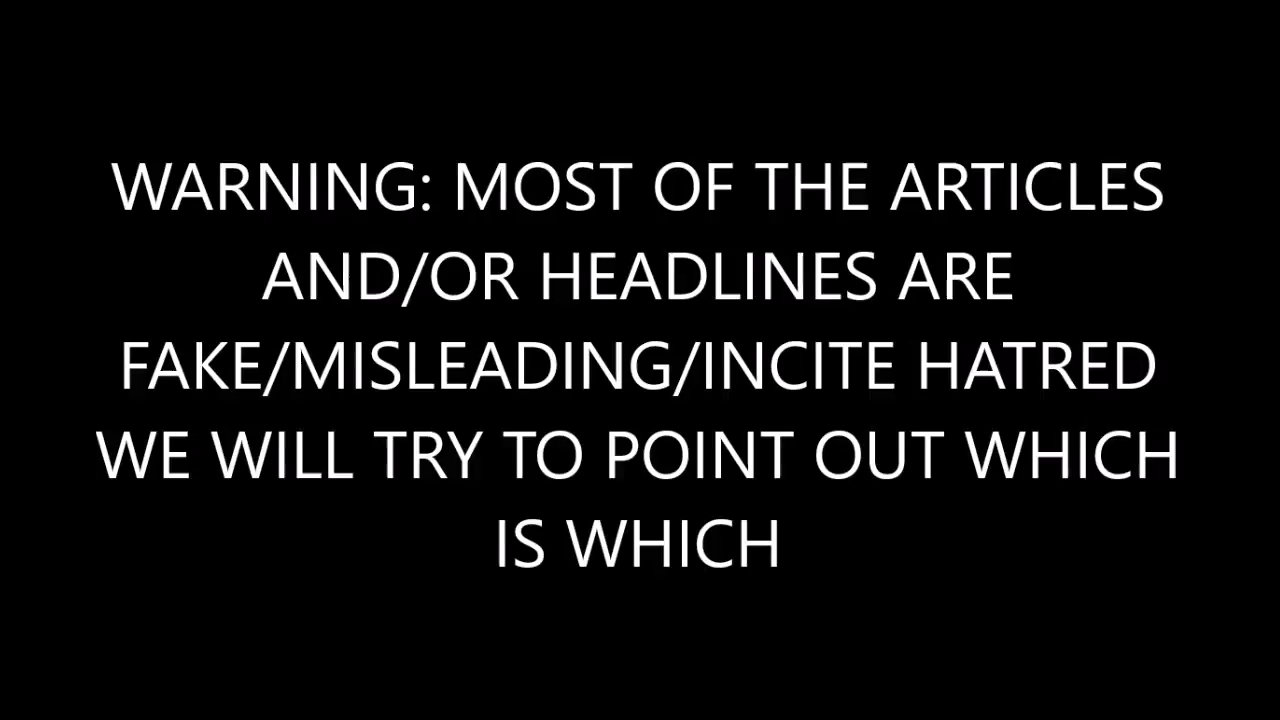 WARNING: MOST OF THE ARTICLES
AND/OR HEADLINES ARE
FAKE/MISLEADING/INCITE HATRED
WE WILL TRY TO POINT OUT WHICH
IS WHICH